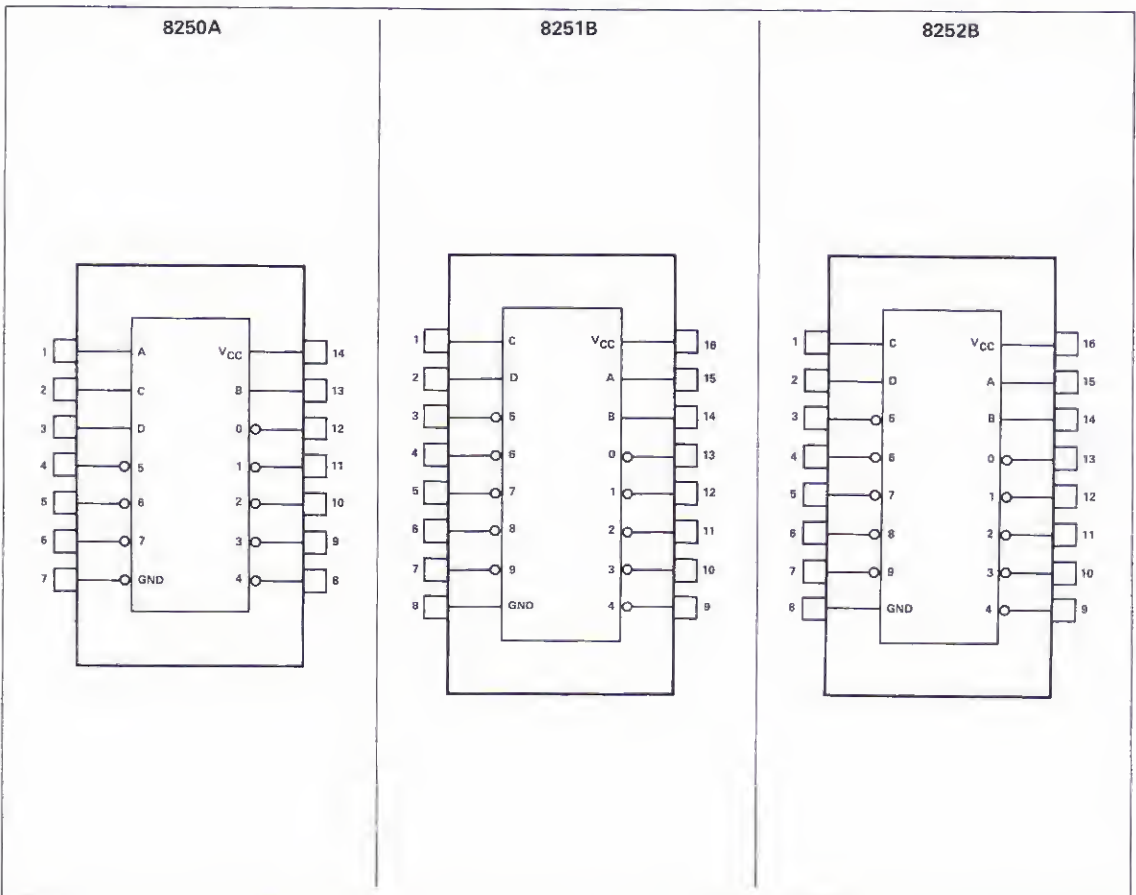 8250A
1 A VCC 14
2 C B 13
3 D 0 12
4 5 1 11
5 6 2 10
6 7 3 9
7 GND 4 8
8251B
1 C VCC 16
2 D A 15
3 5 B 14
4 6 0 13
5 7 1 12
6 8 2 11
7 9 3 10
8 GND 4 9
8252B
1 C VCC 16
2 D A 15
3 5 B 14
4 6 0 13
5 7 1 12
6 8 2 11
7 9 3 10
8 GND 4 9